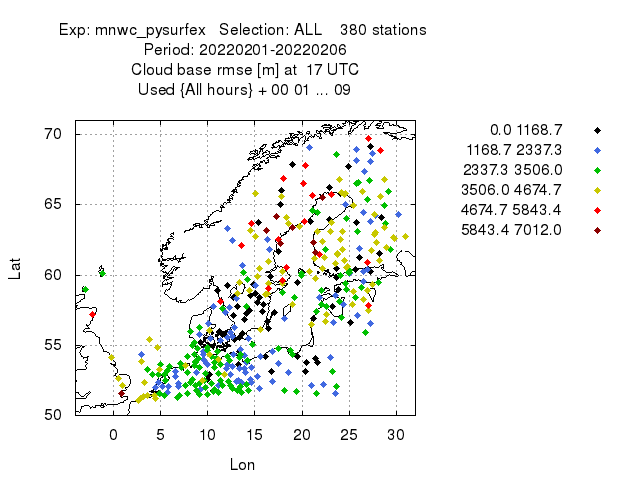 Exp: mnwc_pysurfex   Selection: ALL    380 stations
Period: 20220201-20220206
Cloud base rmse [m] at  17 UTC
Used {All hours} + 00 01 ... 09
0.0 1168.7
1168.7 2337.3
2337.3 3506.0
3506.0 4674.7
4674.7 5843.4
5843.4 7012.0
70
65
60
55
50
Lat
0 5 10 15 20 25 30
Lon